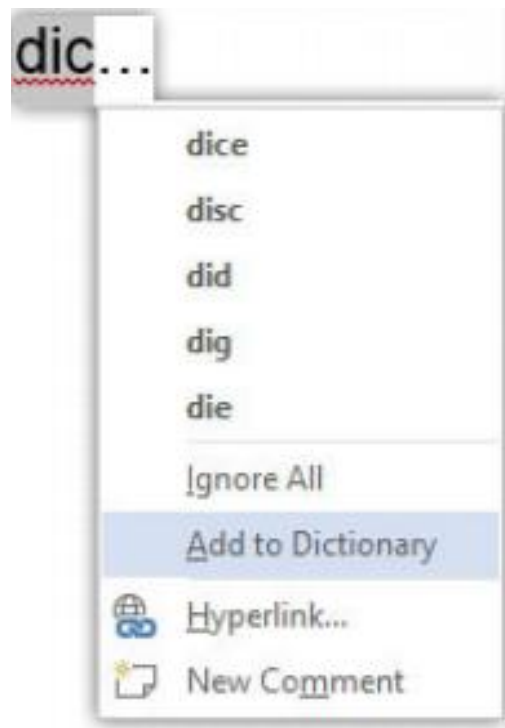 dic...
dice
disc
did
dig
die
Ignore All
Add to Dictionary
Hyperlink...
New Comment